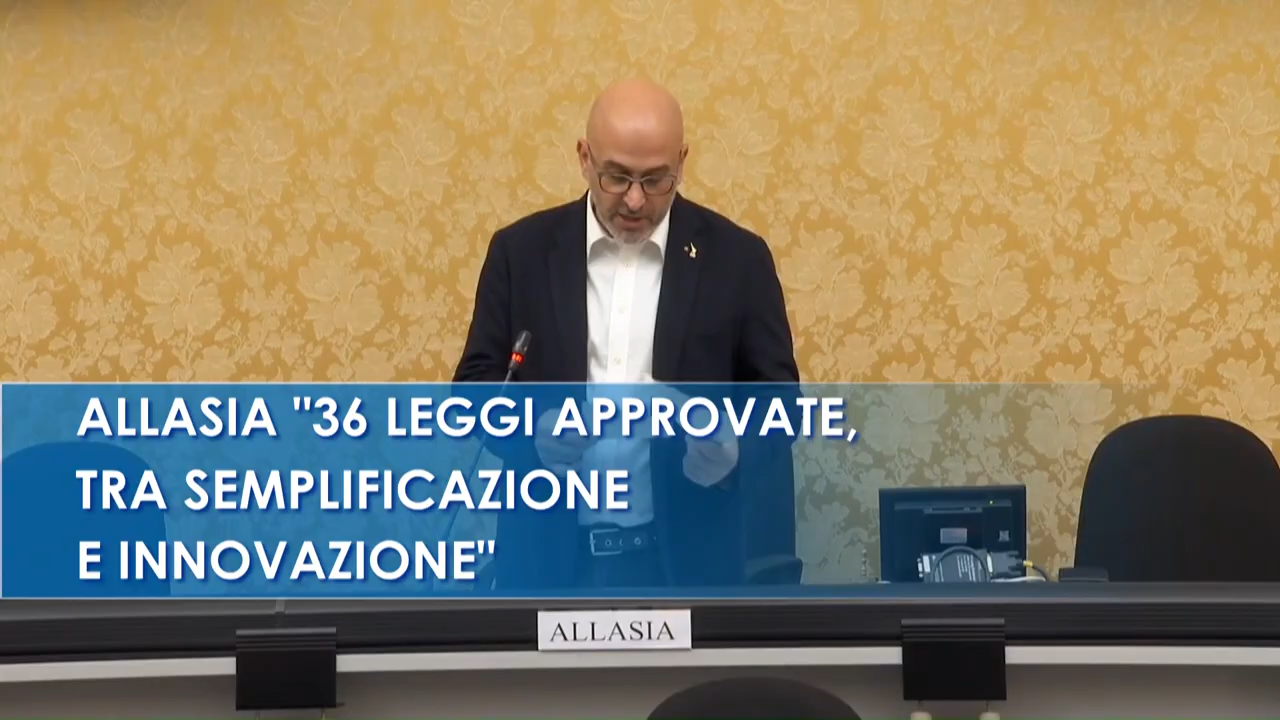 ALLASIA "36 LEGGI APPROVATE,
TRA SEMPLIFICAZIONE
E INNOVAZIONE"
ALLASIA